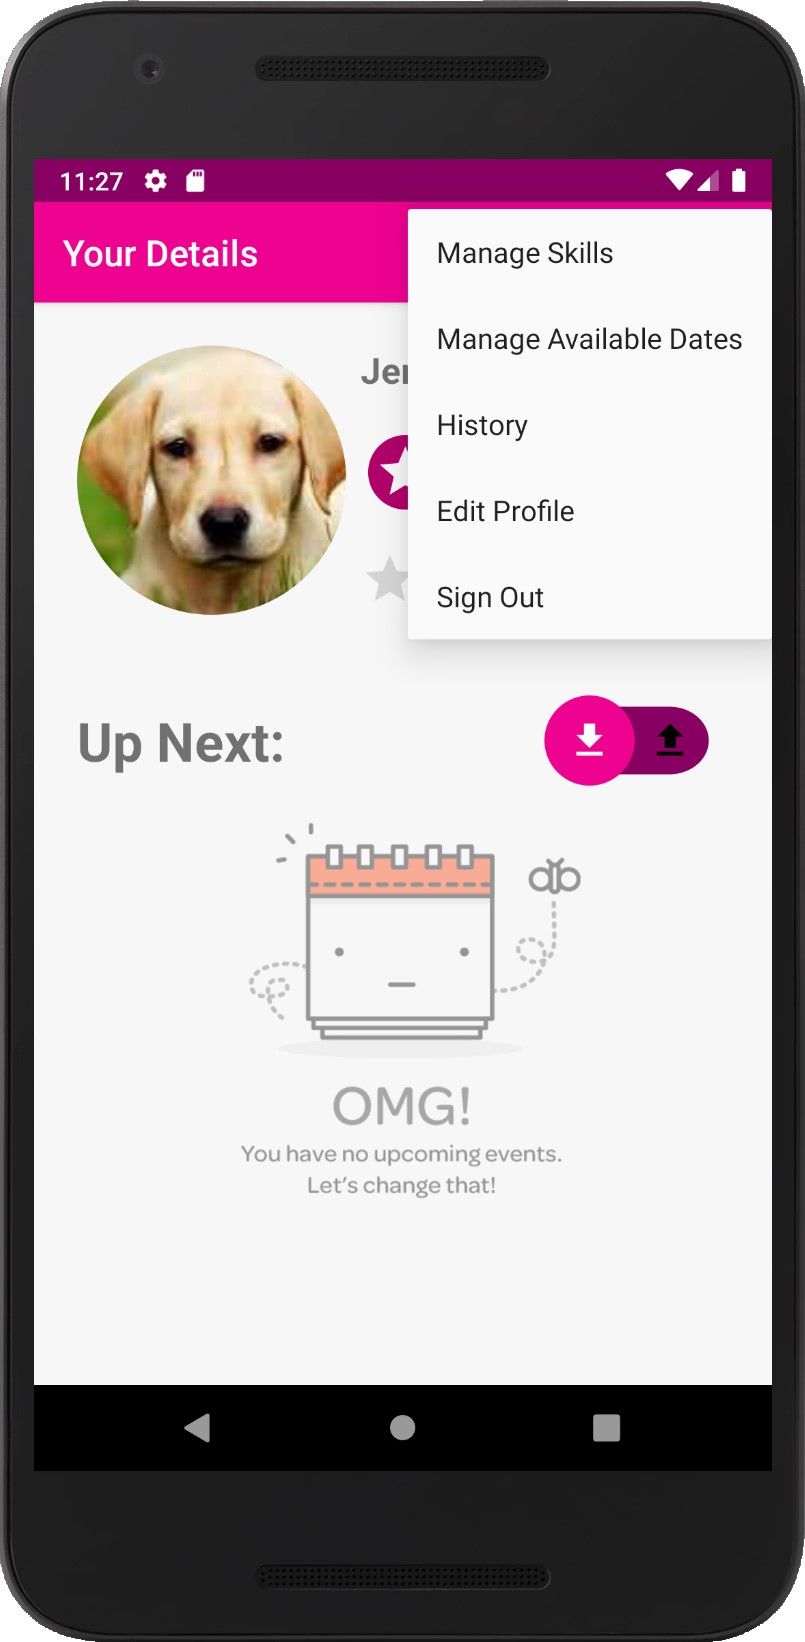 11:27
Your Details
Manage Skills
Manage Available Dates
History
Edit Profile
Sign Out
Up Next:
OMG!
You have no upcoming events.
Let's change that!